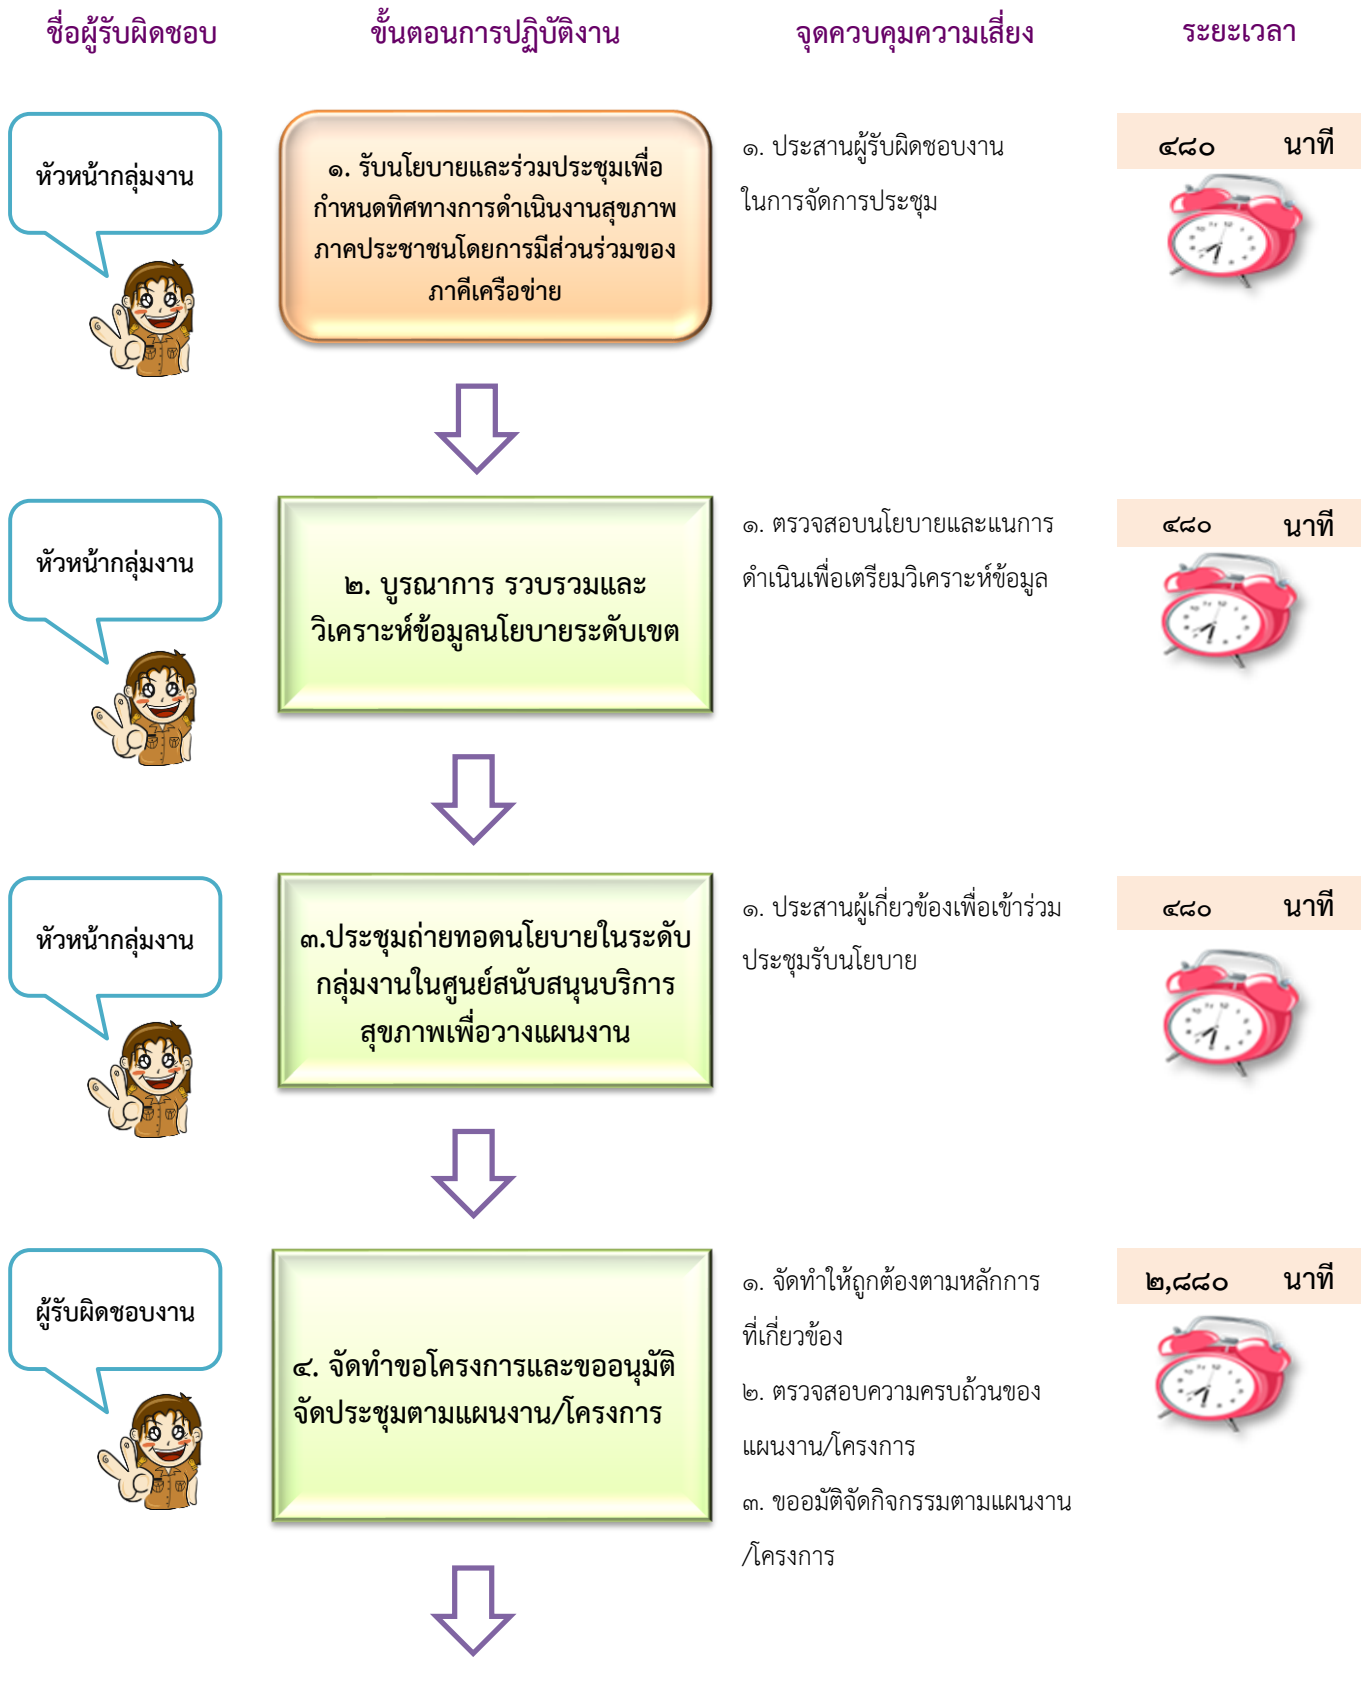 ชื่อผู้รับผิดชอบ ขั้นตอนการปฏิบัติงาน จุดควบคุมความเสี่ยง ระยะเวลา
หัวหน้ากลุ่มงาน
๑. รับนโยบายและร่วมประชุมเพื่อ
กำหนดทิศทางการดำเนินงานสุขภาพ
ภาคประชาชนโดยการมีส่วนร่วมของ
ภาคีเครือข่าย
๑. ประสานผู้รับผิดชอบงาน
ในการจัดการประชุม
๔๘๐ นาที
หัวหน้ากลุ่มงาน
๒. บูรณาการ รวบรวมและ
วิเคราะห์ข้อมูลนโยบายระดับเขต
๑. ตรวจสอบนโยบายและแนการ
ดำเนินเพื่อเตรียมวิเคราะห์ข้อมูล
๔๘๐ นาที
หัวหน้ากลุ่มงาน
๓.ประชุมถ่ายทอดนโยบายในระดับ
กลุ่มงานในศูนย์สนับสนุนบริการ
สุขภาพเพื่อวางแผนงาน
๑. ประสานผู้เกี่ยวข้องเพื่อเข้าร่วม
ประชุมรับนโยบาย
๔๘๐ นาที
ผู้รับผิดชอบงาน
๔. จัดทำขอโครงการและขออนุมัติ
จัดประชุมตามแผนงาน/โครงการ
๑. จัดทำให้ถูกต้องตามหลักการ
ที่เกี่ยวข้อง
๒. ตรวจสอบความครบถ้วนของ
แผนงาน/โครงการ
๓. ขออมัติจัดกิจกรรมตามแผนงาน
/โครงการ
๒,๘๘๐ นาที